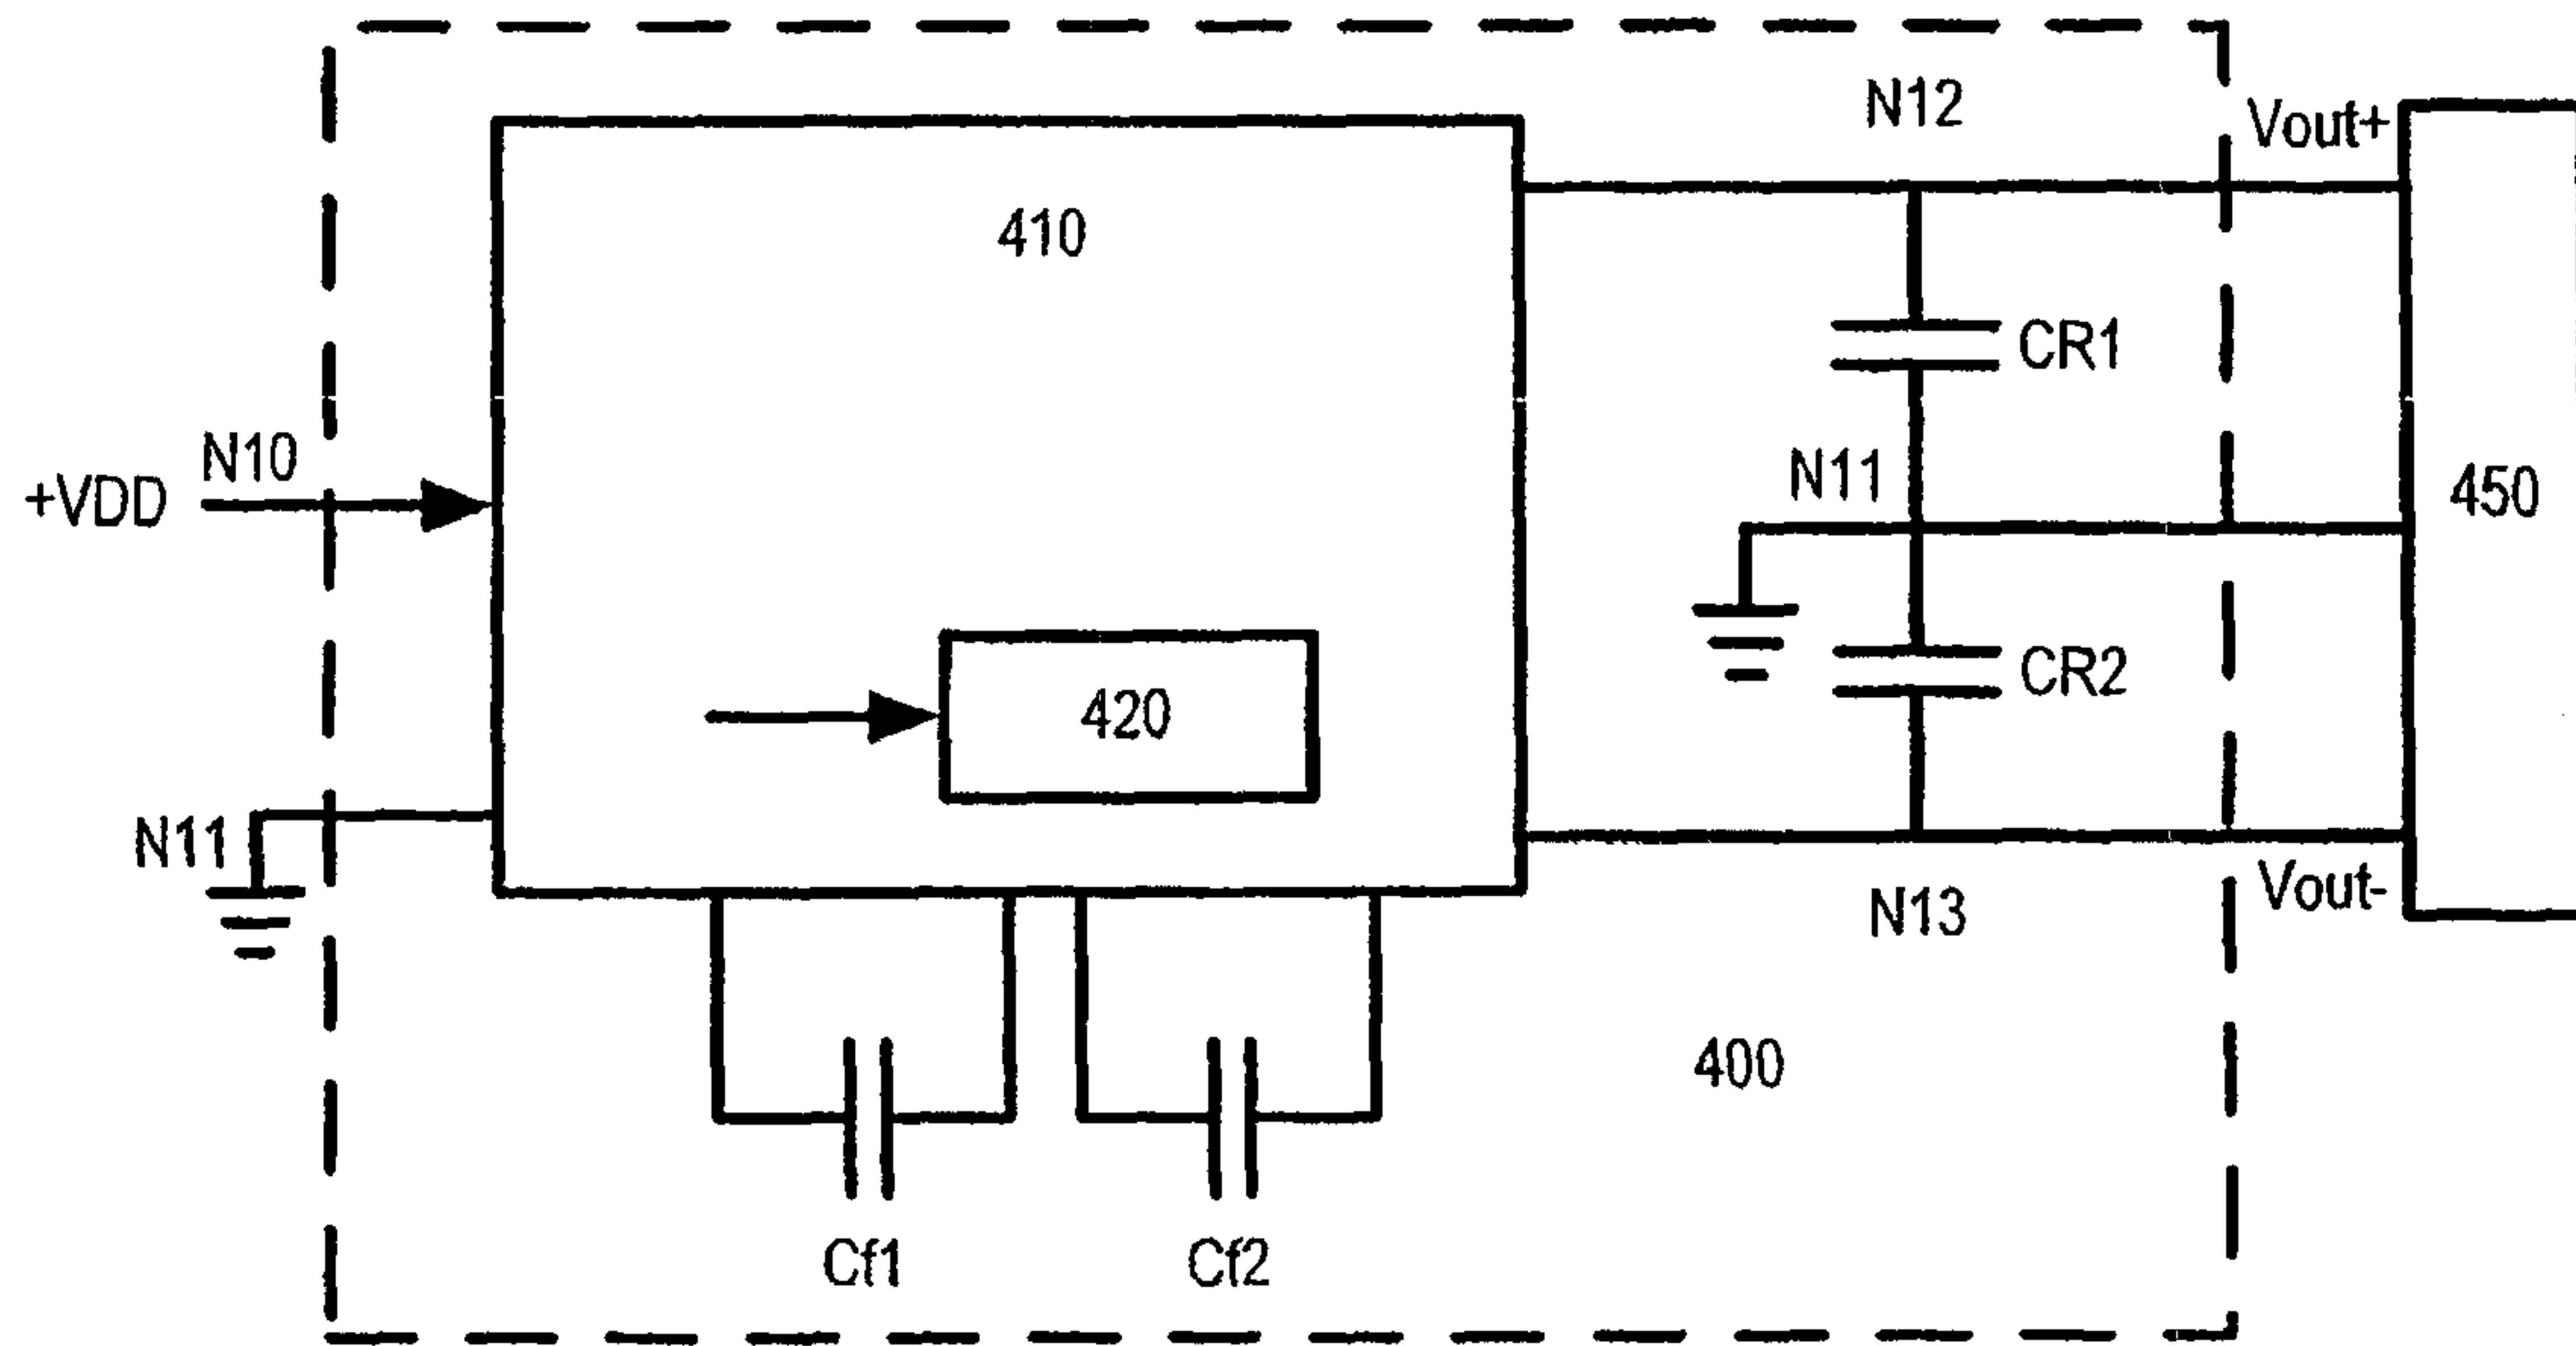 N12
Vout+
410
CR1
N10
+VDD
N11
450
420
CR2
N11
Vout-
N13
400
Cf1
Cf2